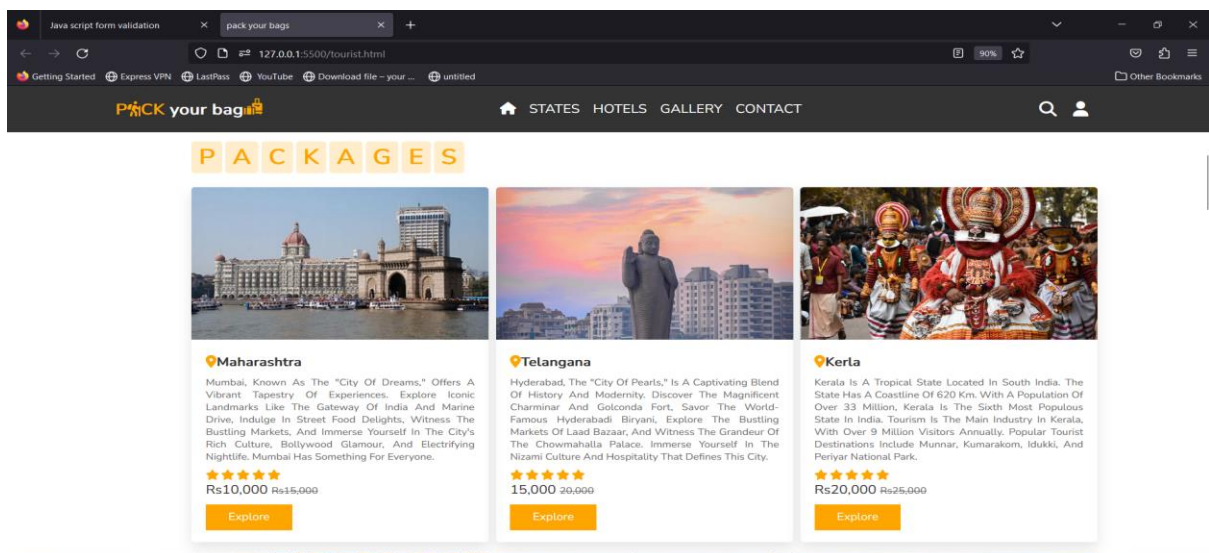 Java script form validation
pack your bags
127.0.0.1:5500/tourist.html
90%
Getting Started Express VPN LastPass YouTube Download file – your ... untitled
Other Bookmarks
PACK your bag
STATES HOTELS GALLERY CONTACT
PACKAGES
Maharashtra
Mumbai, Known As The "City Of Dreams," Offers A
Vibrant Tapestry Of Experiences. Explore Iconic
Landmarks Like The Gateway Of India And Marine
Drive, Indulge In Street Food Delights, Witness The
Bustling Markets, And Immerse Yourself In The City's
Rich Culture, Bollywood Glamour, And Electrifying
Nightlife. Mumbai Has Something For Everyone.
Rs10,000 Rs15,000
Explore
Telangana
Hyderabad, The "City Of Pearls," Is A Captivating Blend
Of History And Modernity. Discover The Magnificent
Charminar And Golconda Fort, Savor The World-
Famous Hyderabadi Biryani, Explore The Bustling
Markets Of Laad Bazaar, And Witness The Grandeur Of
The Chowmahalla Palace. Immerse Yourself In The
Nizami Culture And Hospitality That Defines This City.
15,000 20,000
Explore
Kerla
Kerala Is A Tropical State Located In South India. The
State Has A Coastline Of 620 Km. With A Population Of
Over 33 Million, Kerala Is The Sixth Most Populous
State In India. Tourism Is The Main Industry In Kerala,
With Over 9 Million Visitors Annually. Popular Tourist
Destinations Include Munnar, Kumarakom, Idukki, And
Periyar National Park.
Rs20,000 Rs25,000
Explore